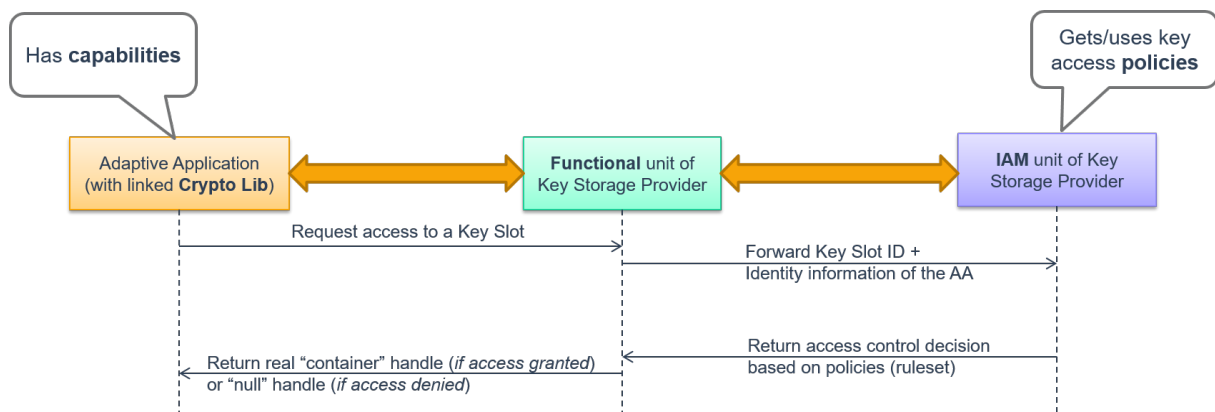 Has capabilities
Gets/uses key
access policies
Adaptive Application
(with linked Crypto Lib)
Functional unit of
Key Storage Provider
IAM unit of Key
Storage Provider
Request access to a Key Slot
Forward Key Slot ID +
Identity information of the AA
Return access control decision
based on policies (ruleset)
Return real “container” handle (if access granted)
or “null” handle (if access denied)